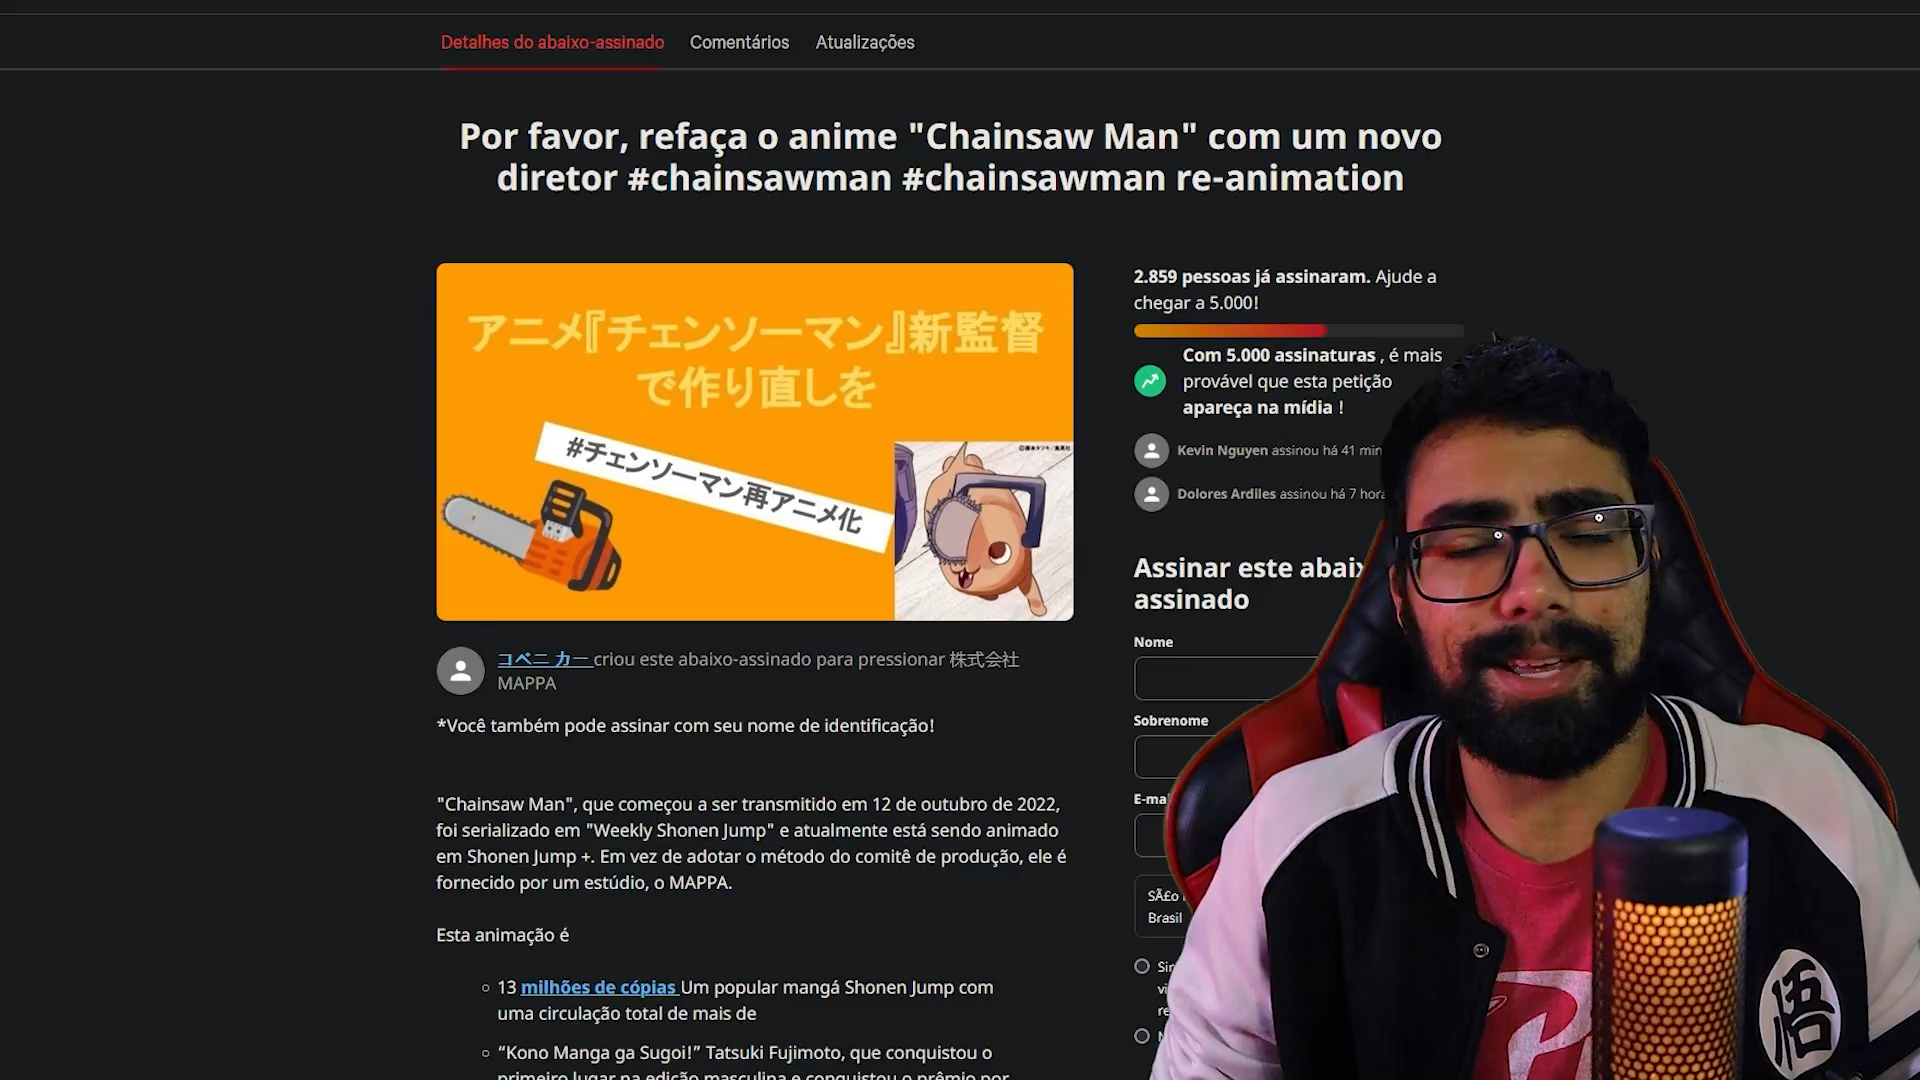 Detalhes do abaixo-assinado Comentários Atualizações
Por favor, refaça o anime "Chainsaw Man" com um novo
diretor #chainsawman #chainsawman re-animation
アニメ『チェンソーマン』新監督
で作り直しを
#チェンソーマン再アニメ化
©藤本タツキ/集英社
コベニ カー criou este abaixo-assinado para pressionar 株式会社
MAPPA
*Você também pode assinar com seu nome de identificação!
"Chainsaw Man", que começou a ser transmitido em 12 de outubro de 2022,
foi serializado em "Weekly Shonen Jump" e atualmente está sendo animado
em Shonen Jump +. Em vez de adotar o método do comitê de produção, ele é
fornecido por um estúdio, o MAPPA.
Esta animação é
13 milhões de cópias Um popular mangá Shonen Jump com
uma circulação total de mais de
“Kono Manga ga Sugoi!” Tatsuki Fujimoto, que conquistou o
primeiro lugar na edição masculina e conquistou o prêmio por
2.859 pessoas já assinaram. Ajude a
chegar a 5.000!
Com 5.000 assinaturas , é mais
provável que esta petição
apareça na mídia !
Kevin Nguyen assinou há 41 min
Dolores Ardiles assinou há 7 hora
Assinar este abaix
assinado
Nome
Sobrenome
E-mai
SÃ£o
Brasil
悟